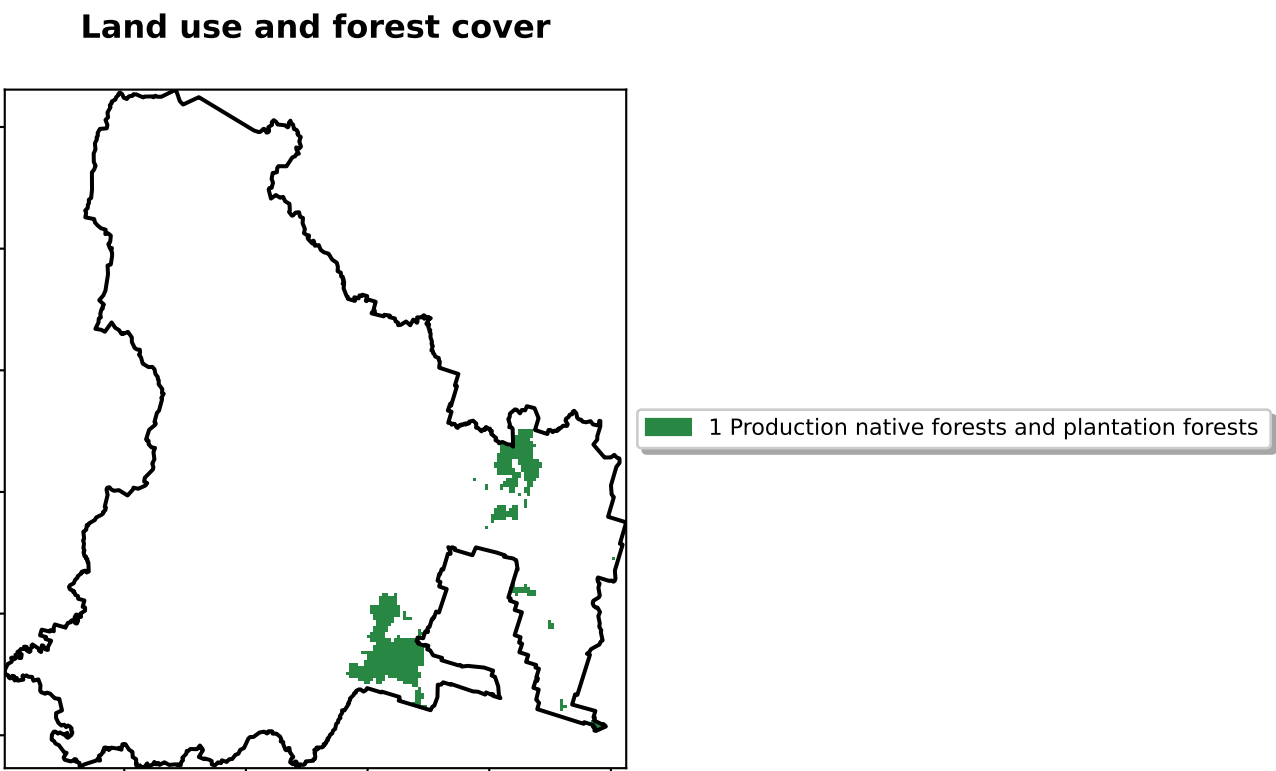 Land use and forest cover
1 Production native forests and plantation forests